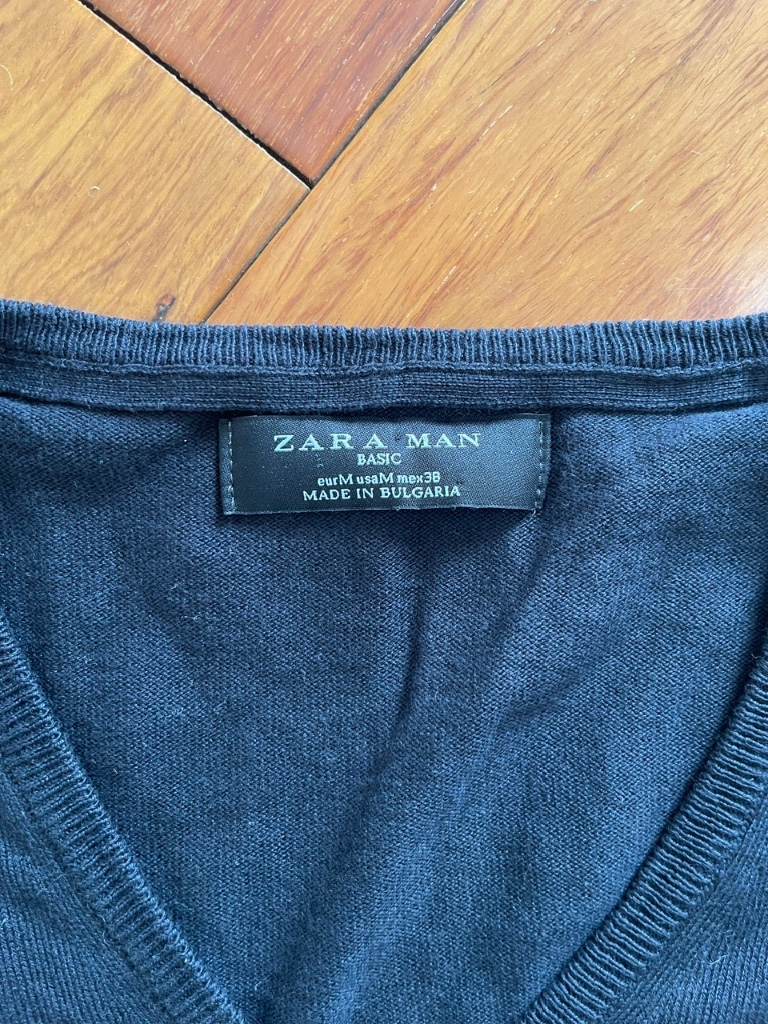 ZARA MAN
BASIC
eurM usaM mex38
MADE IN BULGARIA